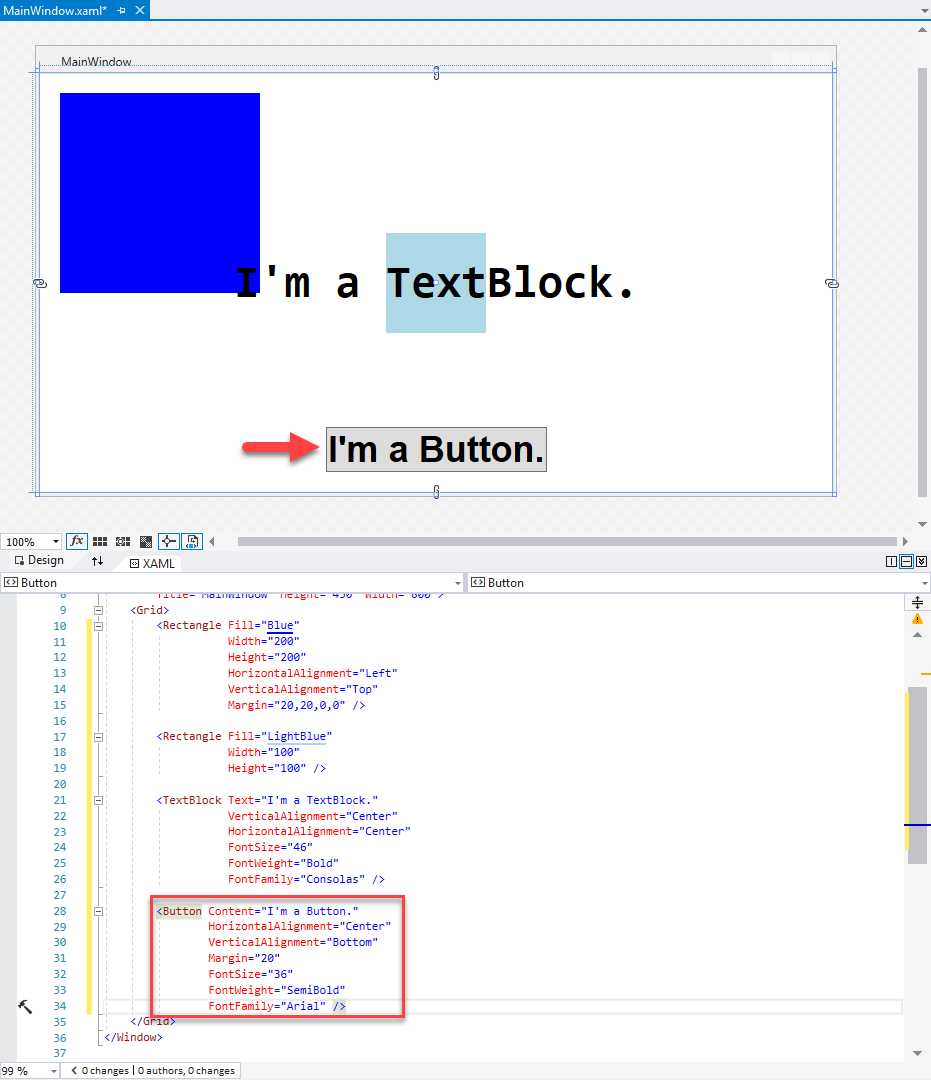 MainWindow.xaml*
MainWindow
I'm a TextBlock.
I'm a Button.
100%
fx
Design
XAML
Button
Button
8 Title="MainWindow" Height="450" Width="800">
9 <Grid>
10 <Rectangle Fill="Blue"
11 Width="200"
12 Height="200"
13 HorizontalAlignment="Left"
14 VerticalAlignment="Top"
15 Margin="20,20,0,0" />
16
17 <Rectangle Fill="LightBlue"
18 Width="100"
19 Height="100" />
20
21 <TextBlock Text="I'm a TextBlock."
22 VerticalAlignment="Center"
23 HorizontalAlignment="Center"
24 FontSize="46"
25 FontWeight="Bold"
26 FontFamily="Consolas" />
27
28 <Button Content="I'm a Button."
29 HorizontalAlignment="Center"
30 VerticalAlignment="Bottom"
31 Margin="20"
32 FontSize="36"
33 FontWeight="SemiBold"
34 FontFamily="Arial" />
35 </Grid>
36 </Window>
37
99 %
0 changes | 0 authors, 0 changes